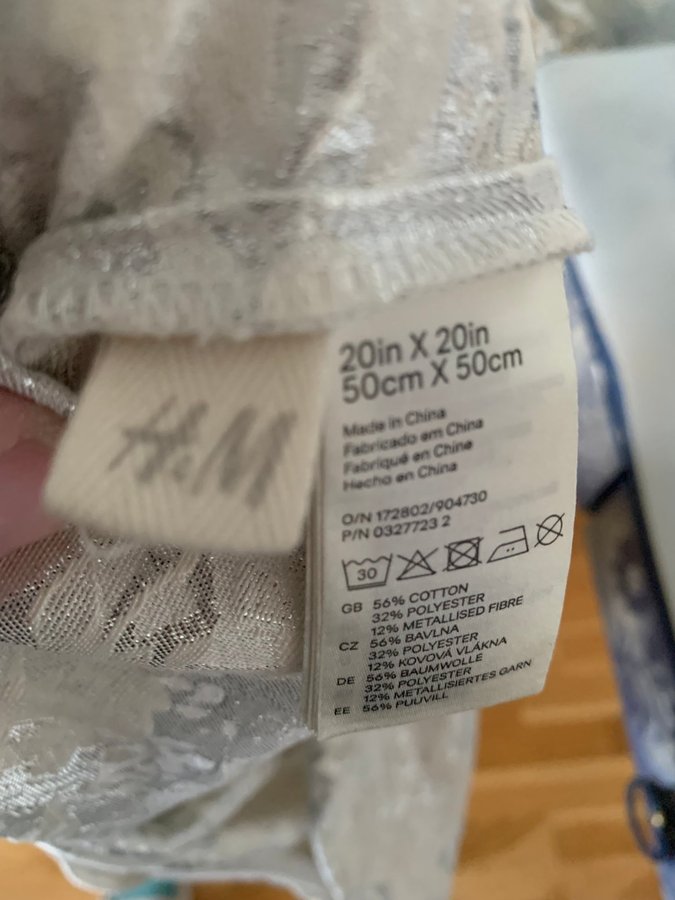 H&M
20in X 20in
50cm X 50cm
Made in China
Fabricado em China
Fabriqué en China
Hecho en China
O/N 172802/904730
P/N 0327723 2
30
GB 56% COTTON
32% POLYESTER
12% METALLISED FIBRE
CZ 56% BAVLNA
32% POLYESTER
12% KOVOVÁ VLÁKNA
DE 56% BAUMWOLLE
32% POLYESTER
12% METALLISIERTES GARN
EE 56% PUUVILL